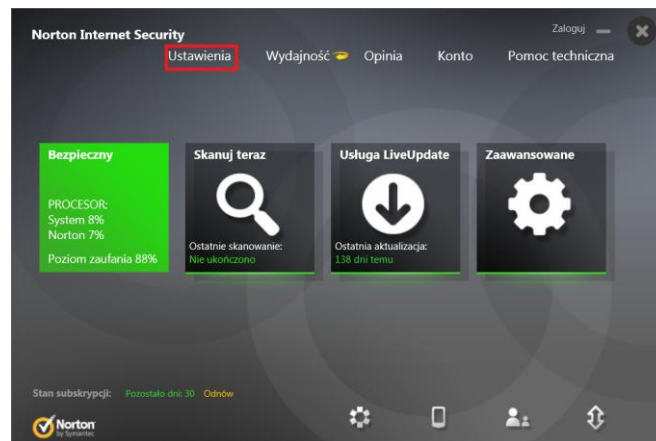 Norton Internet Security
Zaloguj
Ustawienia Wydajność Opinia Konto Pomoc techniczna
Bezpieczny
PROCESOR:
System 8%
Norton 7%
Poziom zaufania 88%
Skanuj teraz
Ostatnie skanowanie:
Nie ukończono
Usługa LiveUpdate
Ostatnia aktualizacja:
138 dni temu
Zaawansowane
Stan subskrypcji: Pozostało dni: 30 Odnów
Norton
by Symantec